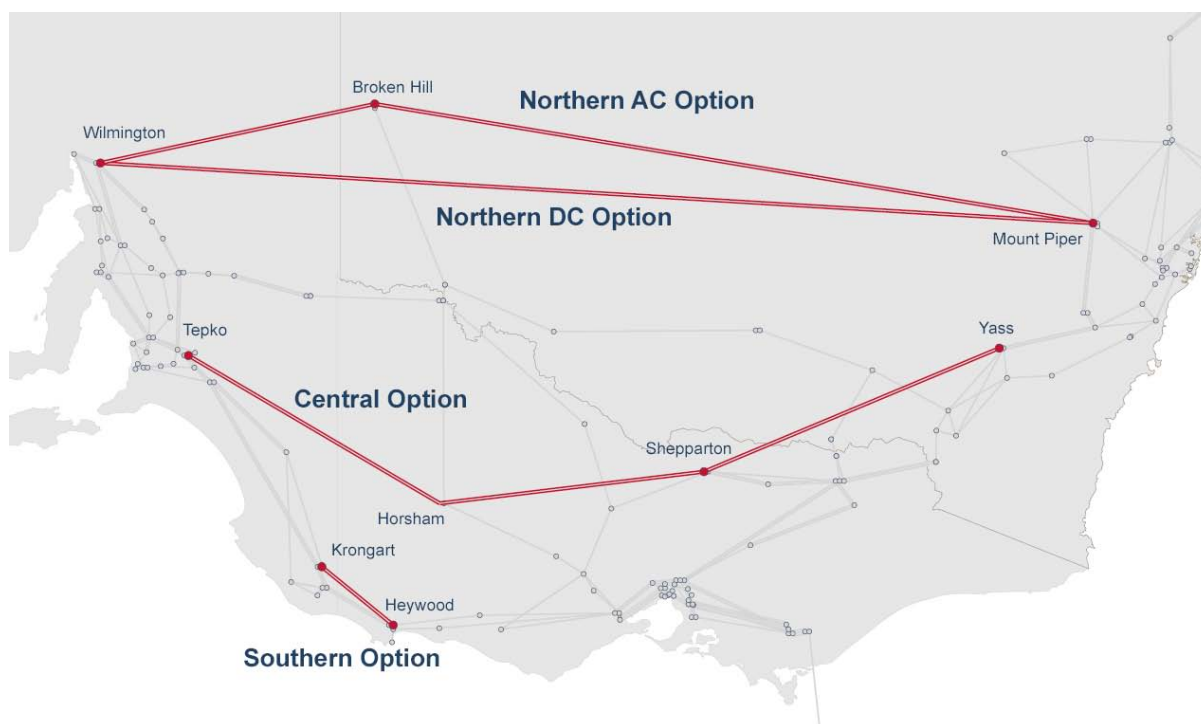 Broken Hill
Northern AC Option
Wilmington
Northern DC Option
Mount Piper
Tepko
Yass
Central Option
Shepparton
Horsham
Krongart
Heywood
Southern Option